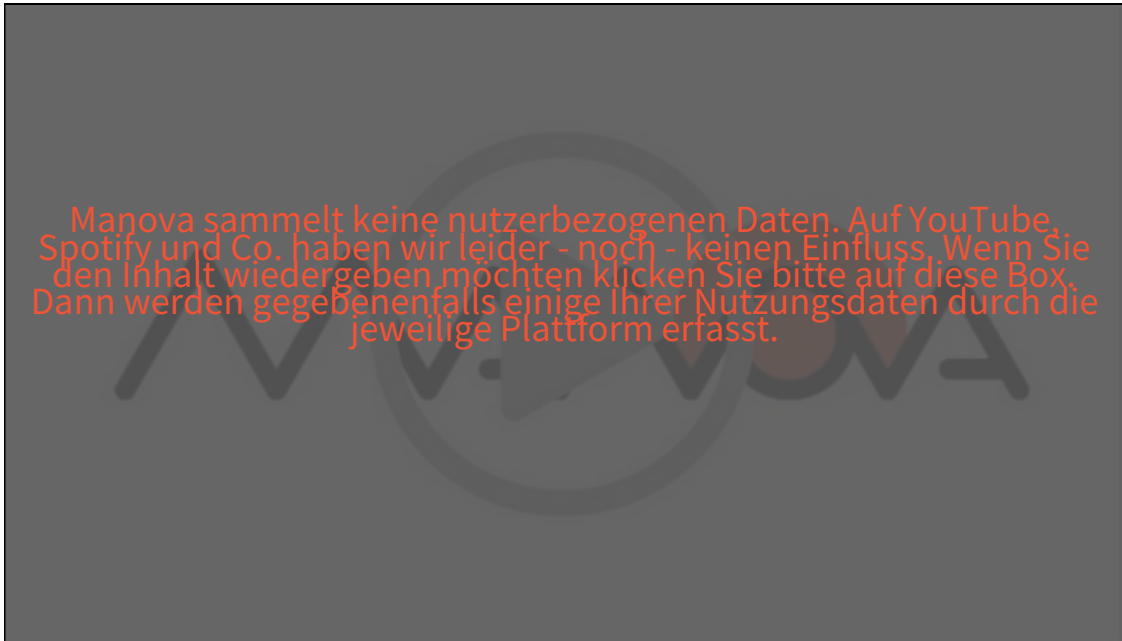 Manova sammelt keine nutzerbezogenen Daten. Auf YouTube,
Spotify und Co. haben wir leider - noch - keinen Einfluss. Wenn Sie
den Inhalt wiedergeben möchten klicken Sie bitte auf diese Box.
Dann werden gegebenenfalls einige Ihrer Nutzungsdaten durch die
jeweilige Plattform erfasst.
MANOVA